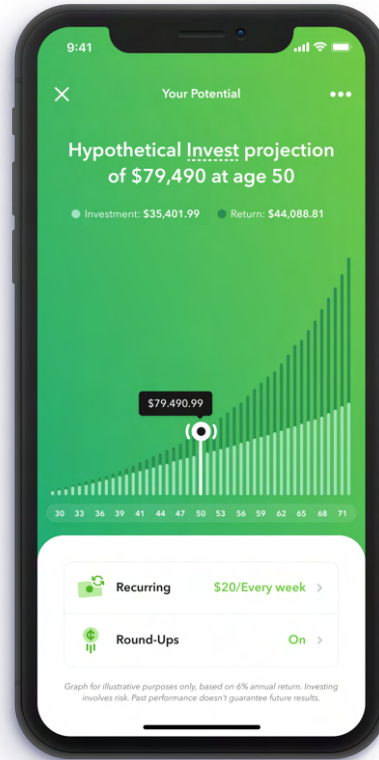 9:41
Your Potential
Hypothetical Invest projection
of $79,490 at age 50
Investment: $35,401.99 Return: $44,088.81
$79.490.99
30 33 36 39 41 44 47 50 53 56 59 62 65 68 71
Recurring $20/Every week
Round-Ups On
Graph for illustrative purposes only, based on 6% annual return. Investing
involves risk. Past performance doesn't guarantee future results.